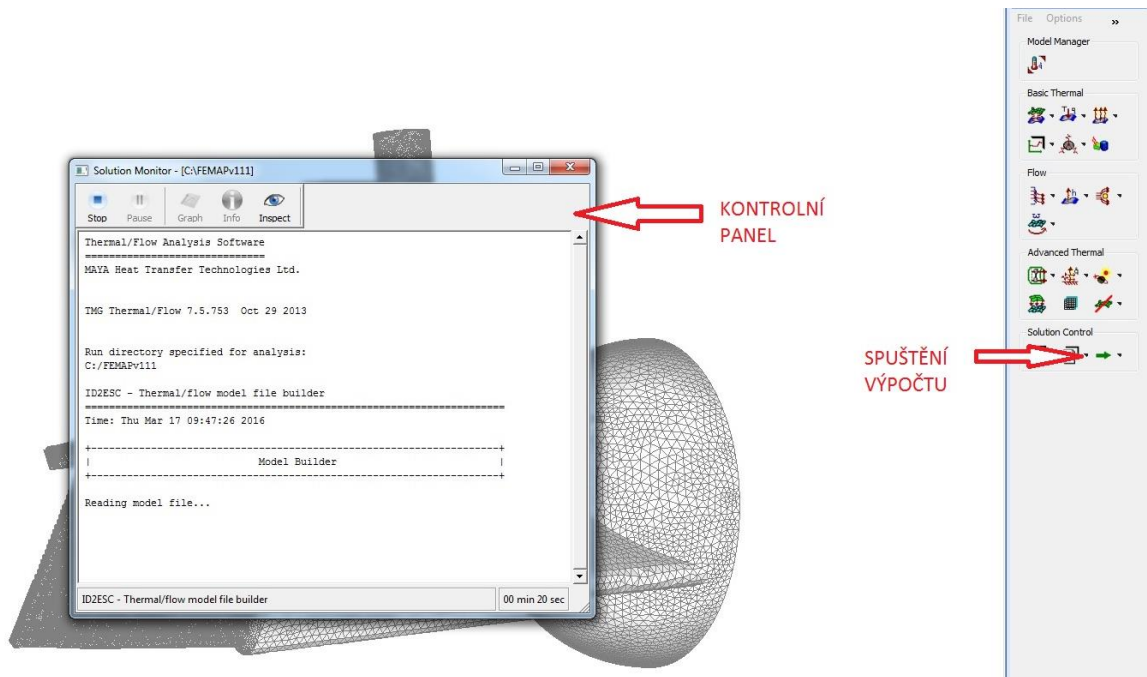 File Options »
Model Manager
Basic Thermal
Flow
Advanced Thermal
Solution Control
Solution Monitor - [C:\FEMAPv111]
Stop Pause Graph Info Inspect
Thermal/Flow Analysis Software
==============================
MAYA Heat Transfer Technologies Ltd.
TMG Thermal/Flow 7.5.753 Oct 29 2013
Run directory specified for analysis:
C:/FEMAPv111
ID2ESC - Thermal/flow model file builder
======================================================================
Time: Thu Mar 17 09:47:26 2016
+--------------------------------------------------------------------+
| Model Builder |
+--------------------------------------------------------------------+
Reading model file...
ID2ESC - Thermal/flow model file builder
00 min 20 sec
KONTROLNÍ
PANEL
SPUŠTĚNÍ
VÝPOČTU